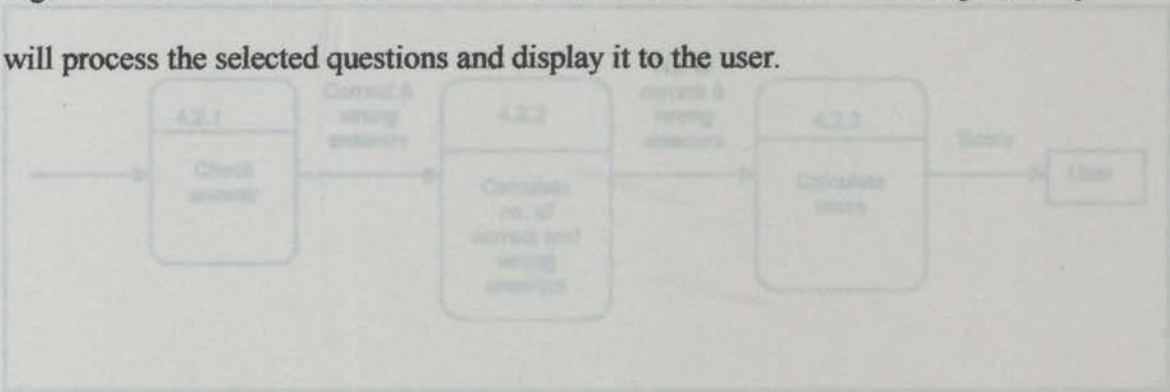 will process the selected questions and display it to the user.
4.2.1
Check
answer
Correct &
wrong
answers
4.2.2
Calculate
no. of
correct and
wrong
answers
correct &
wrong
answers
4.2.3
Calculate
score
Score
User